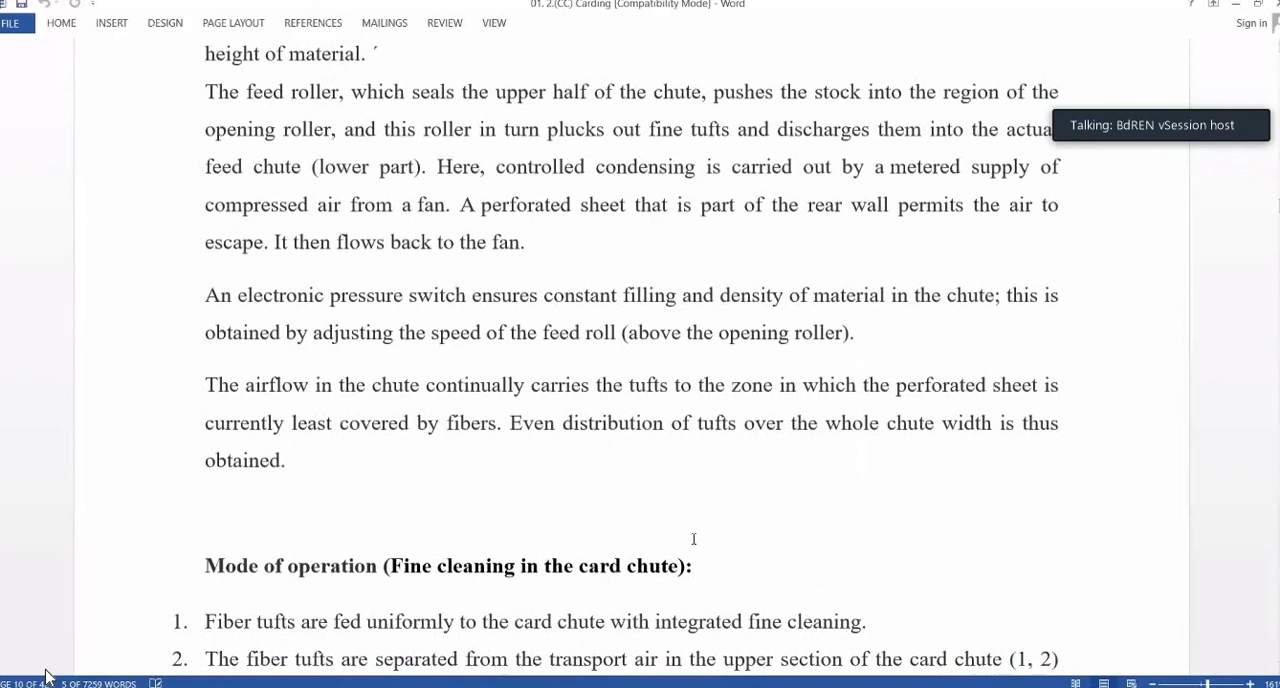 01. 2.(CC) Carding [Compatibility Mode] - Word
FILE HOME INSERT DESIGN PAGE LAYOUT REFERENCES MAILINGS REVIEW VIEW Sign in
height of material. ´
The feed roller, which seals the upper half of the chute, pushes the stock into the region of the
Talking: BdREN vSession host
opening roller, and this roller in turn plucks out fine tufts and discharges them into the actua
feed chute (lower part). Here, controlled condensing is carried out by a metered supply of
compressed air from a fan. A perforated sheet that is part of the rear wall permits the air to
escape. It then flows back to the fan.
An electronic pressure switch ensures constant filling and density of material in the chute; this is
obtained by adjusting the speed of the feed roll (above the opening roller).
The airflow in the chute continually carries the tufts to the zone in which the perforated sheet is
currently least covered by fibers. Even distribution of tufts over the whole chute width is thus
obtained.
Mode of operation (Fine cleaning in the card chute):
1. Fiber tufts are fed uniformly to the card chute with integrated fine cleaning.
2. The fiber tufts are separated from the transport air in the upper section of the card chute (1, 2)
GE 10 OF 5 OF 7259 WORDS